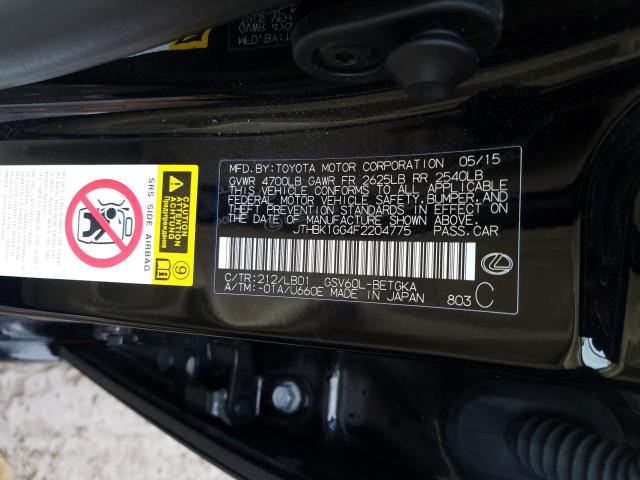 MFD. BY: TOYOTA MOTOR CORPORATION 05/15
GVWR 4700LB GAWR FR 2625LB RR 2540LB
THIS VEHICLE CONFORMS TO ALL APPLICABLE
FEDERAL MOTOR VEHICLE SAFETY, BUMPER, AND
THEFT PREVENTION STANDARDS IN EFFECT ON
THE DATE OF MANUFACTURE SHOWN ABOVE.
JTHBK1GG4F2204775 PASS. CAR
C/TR: 212/LB01 GSV60L-BETGKA
A/TM: -01A/U660E MADE IN JAPAN 803 C
SRS SIDE AIRBAG
CAUTION
ATTENTION
Предупреждение
9